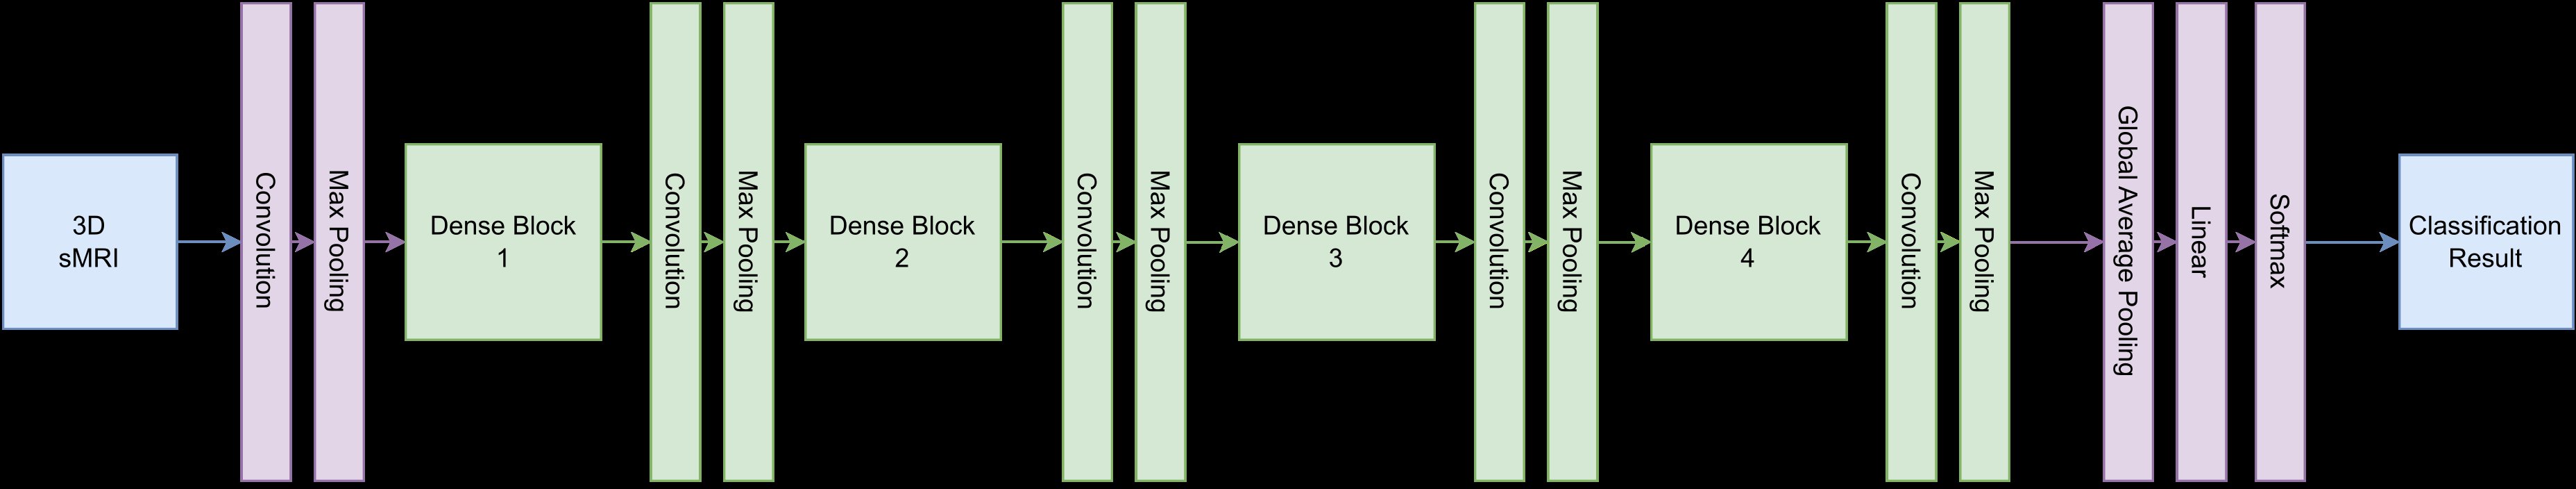 3D
sMRI
Convolution
Max Pooling
Dense Block
1
Convolution
Max Pooling
Dense Block
2
Convolution
Max Pooling
Dense Block
3
Convolution
Max Pooling
Dense Block
4
Convolution
Max Pooling
Global Average Pooling
Linear
Softmax
Classification
Result